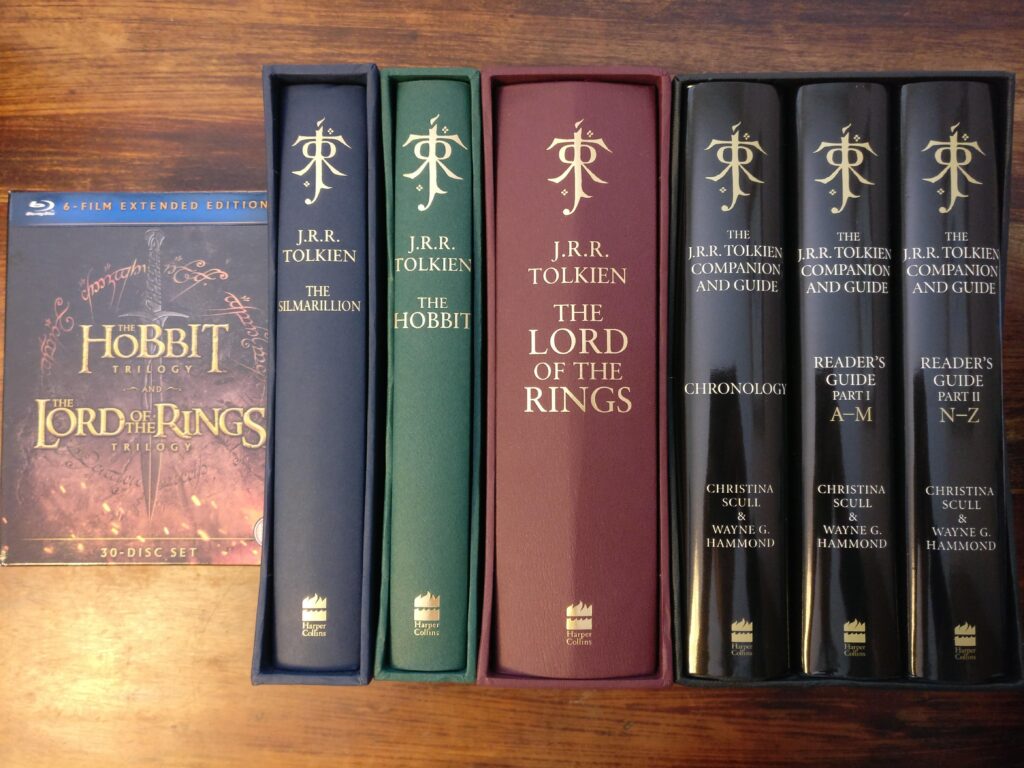 Blu-ray
6-FILM EXTENDED EDITION
THE
HOBBIT
TRILOGY
AND
THE
LORD OF THE RINGS
TRILOGY
30-DISC SET
J.R.R.
TOLKIEN
THE
SILMARILLION
Harper
Collins
J.R.R.
TOLKIEN
THE
HOBBIT
Harper
Collins
J.R.R.
TOLKIEN
THE
LORD
OF THE
RINGS
Harper
Collins
THE
J.R.R. TOLKIEN
COMPANION
AND GUIDE
CHRONOLOGY
CHRISTINA
SCULL
&
WAYNE G.
HAMMOND
Harper
Collins
THE
J.R.R. TOLKIEN
COMPANION
AND GUIDE
READER'S
GUIDE
PART I
A–M
CHRISTINA
SCULL
&
WAYNE G.
HAMMOND
Harper
Collins
THE
J.R.R. TOLKIEN
COMPANION
AND GUIDE
READER'S
GUIDE
PART II
N–Z
CHRISTINA
SCULL
&
WAYNE G.
HAMMOND
Harper
Collins